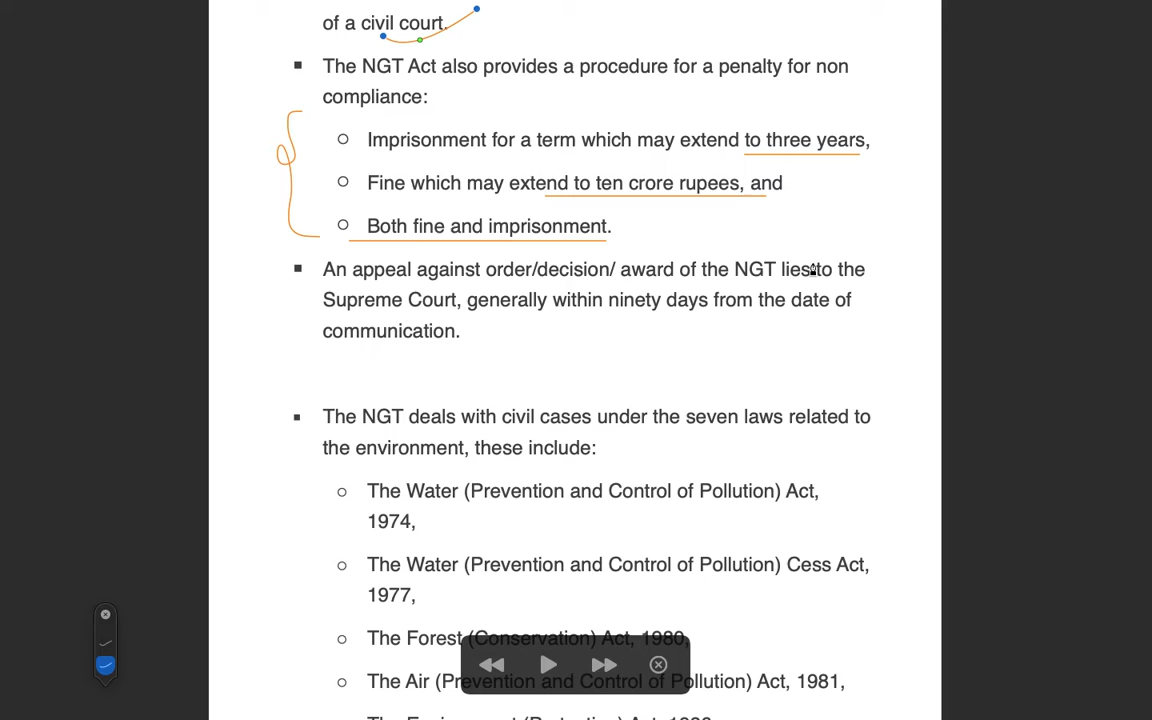 of a civil court.
▪ The NGT Act also provides a procedure for a penalty for non
compliance:
○ Imprisonment for a term which may extend to three years,
○ Fine which may extend to ten crore rupees, and
○ Both fine and imprisonment.
▪ An appeal against order/decision/ award of the NGT lies to the
Supreme Court, generally within ninety days from the date of
communication.
▪ The NGT deals with civil cases under the seven laws related to
the environment, these include:
○ The Water (Prevention and Control of Pollution) Act,
1974,
○ The Water (Prevention and Control of Pollution) Cess Act,
1977,
○ The Forest (Conservation) Act, 1980,
○ The Air (Prevention and Control of Pollution) Act, 1981,